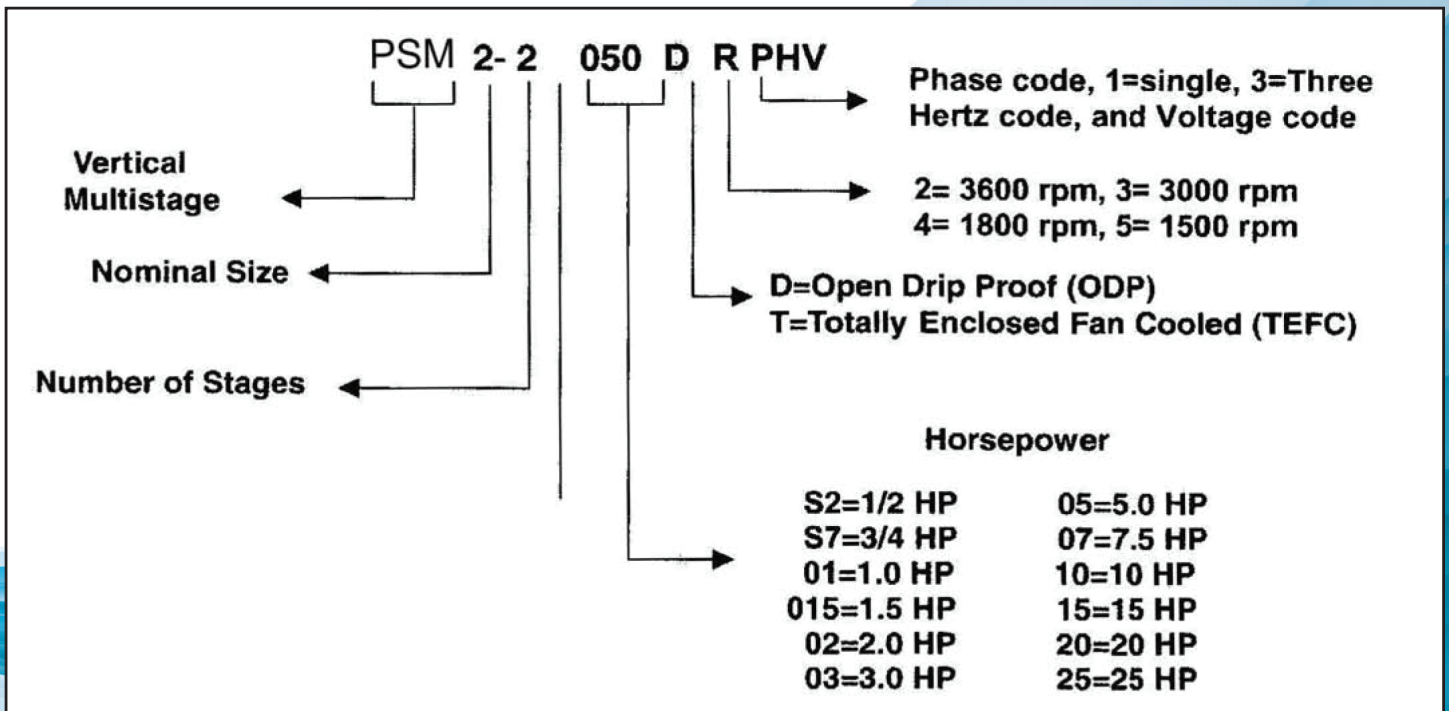 PSM 2- 2 050 D R PHV
Phase code, 1=single, 3=Three
Hertz code, and Voltage code
Vertical
Multistage
2= 3600 rpm, 3= 3000 rpm
4= 1800 rpm, 5= 1500 rpm
Nominal Size
D=Open Drip Proof (ODP)
T=Totally Enclosed Fan Cooled (TEFC)
Number of Stages
Horsepower
S2=1/2 HP 05=5.0 HP
S7=3/4 HP 07=7.5 HP
01=1.0 HP 10=10 HP
015=1.5 HP 15=15 HP
02=2.0 HP 20=20 HP
03=3.0 HP 25=25 HP